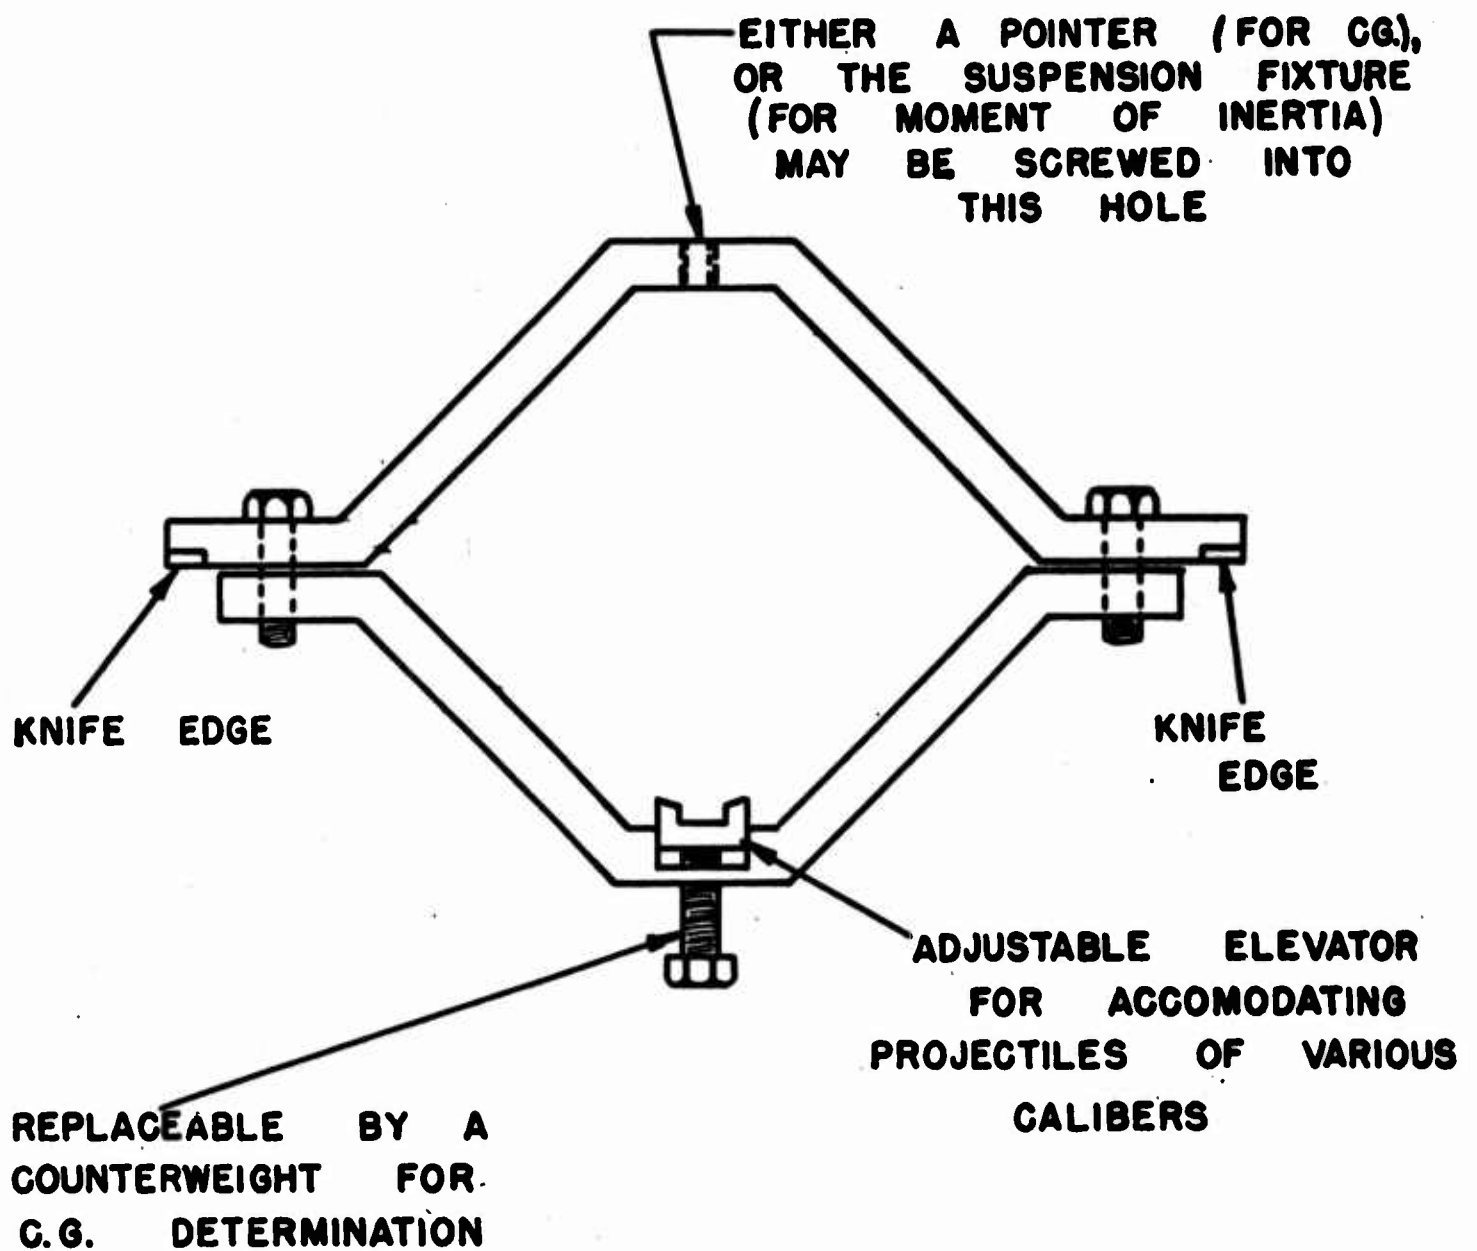 EITHER A POINTER (FOR CG.),
OR THE SUSPENSION FIXTURE
(FOR MOMENT OF INERTIA)
MAY BE SCREWED INTO
THIS HOLE
KNIFE EDGE
KNIFE
EDGE
ADJUSTABLE ELEVATOR
FOR ACCOMODATING
PROJECTILES OF VARIOUS
CALIBERS
REPLACEABLE BY A
COUNTERWEIGHT FOR
C.G. DETERMINATION